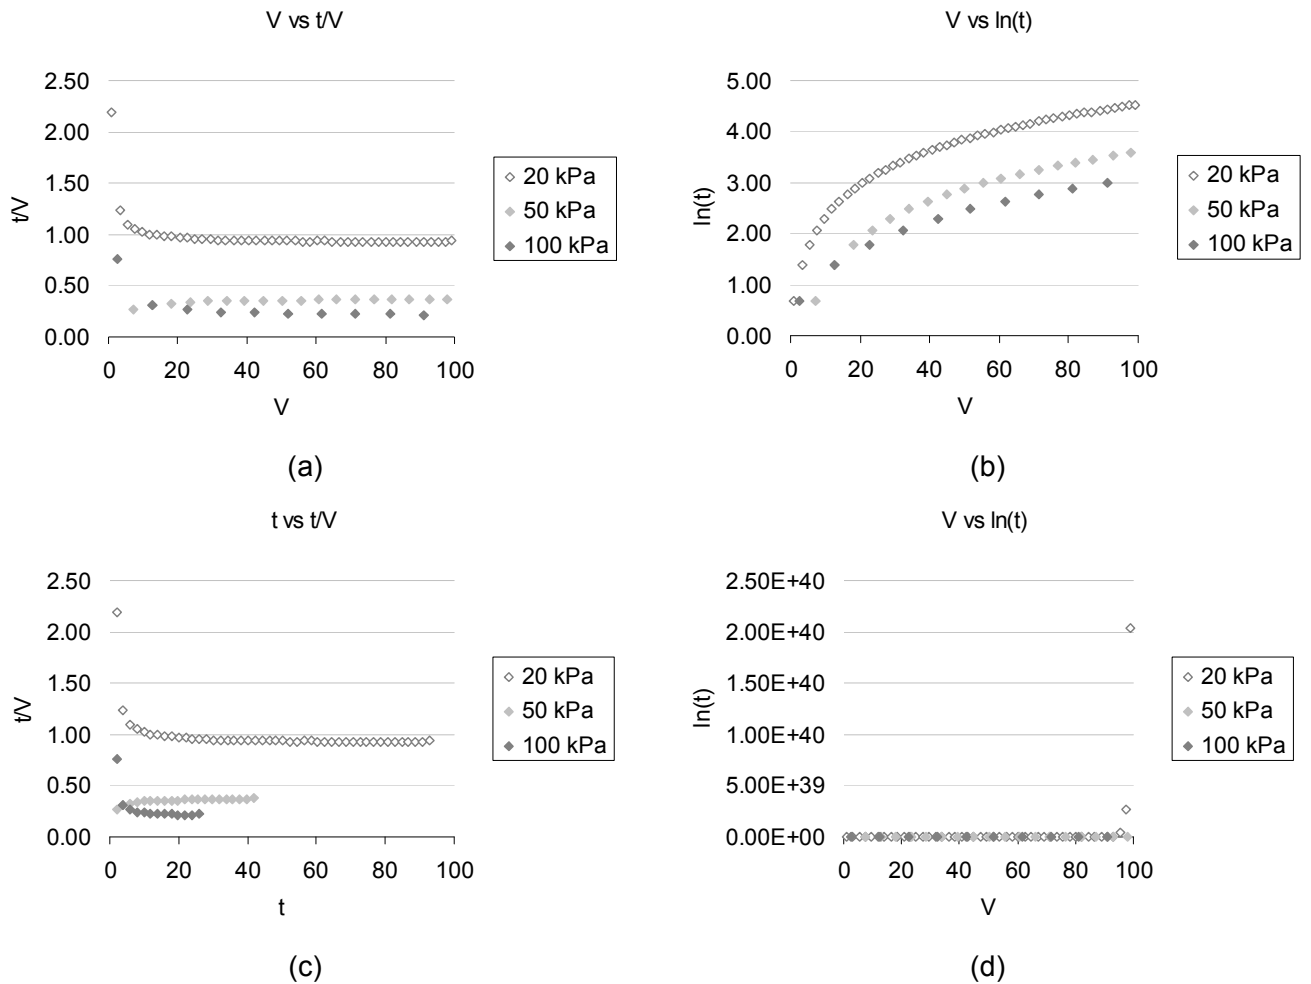 V vs t/V
t/V
2.50
2.00
1.50
1.00
0.50
0.00
0 20 40 60 80 100
V
20 kPa
50 kPa
100 kPa
(a)
V vs ln(t)
ln(t)
5.00
4.00
3.00
2.00
1.00
0.00
0 20 40 60 80 100
V
20 kPa
50 kPa
100 kPa
(b)
t vs t/V
t/V
2.50
2.00
1.50
1.00
0.50
0.00
0 20 40 60 80 100
t
20 kPa
50 kPa
100 kPa
(c)
V vs ln(t)
ln(t)
2.50E+40
2.00E+40
1.50E+40
1.00E+40
5.00E+39
0.00E+00
0 20 40 60 80 100
V
20 kPa
50 kPa
100 kPa
(d)